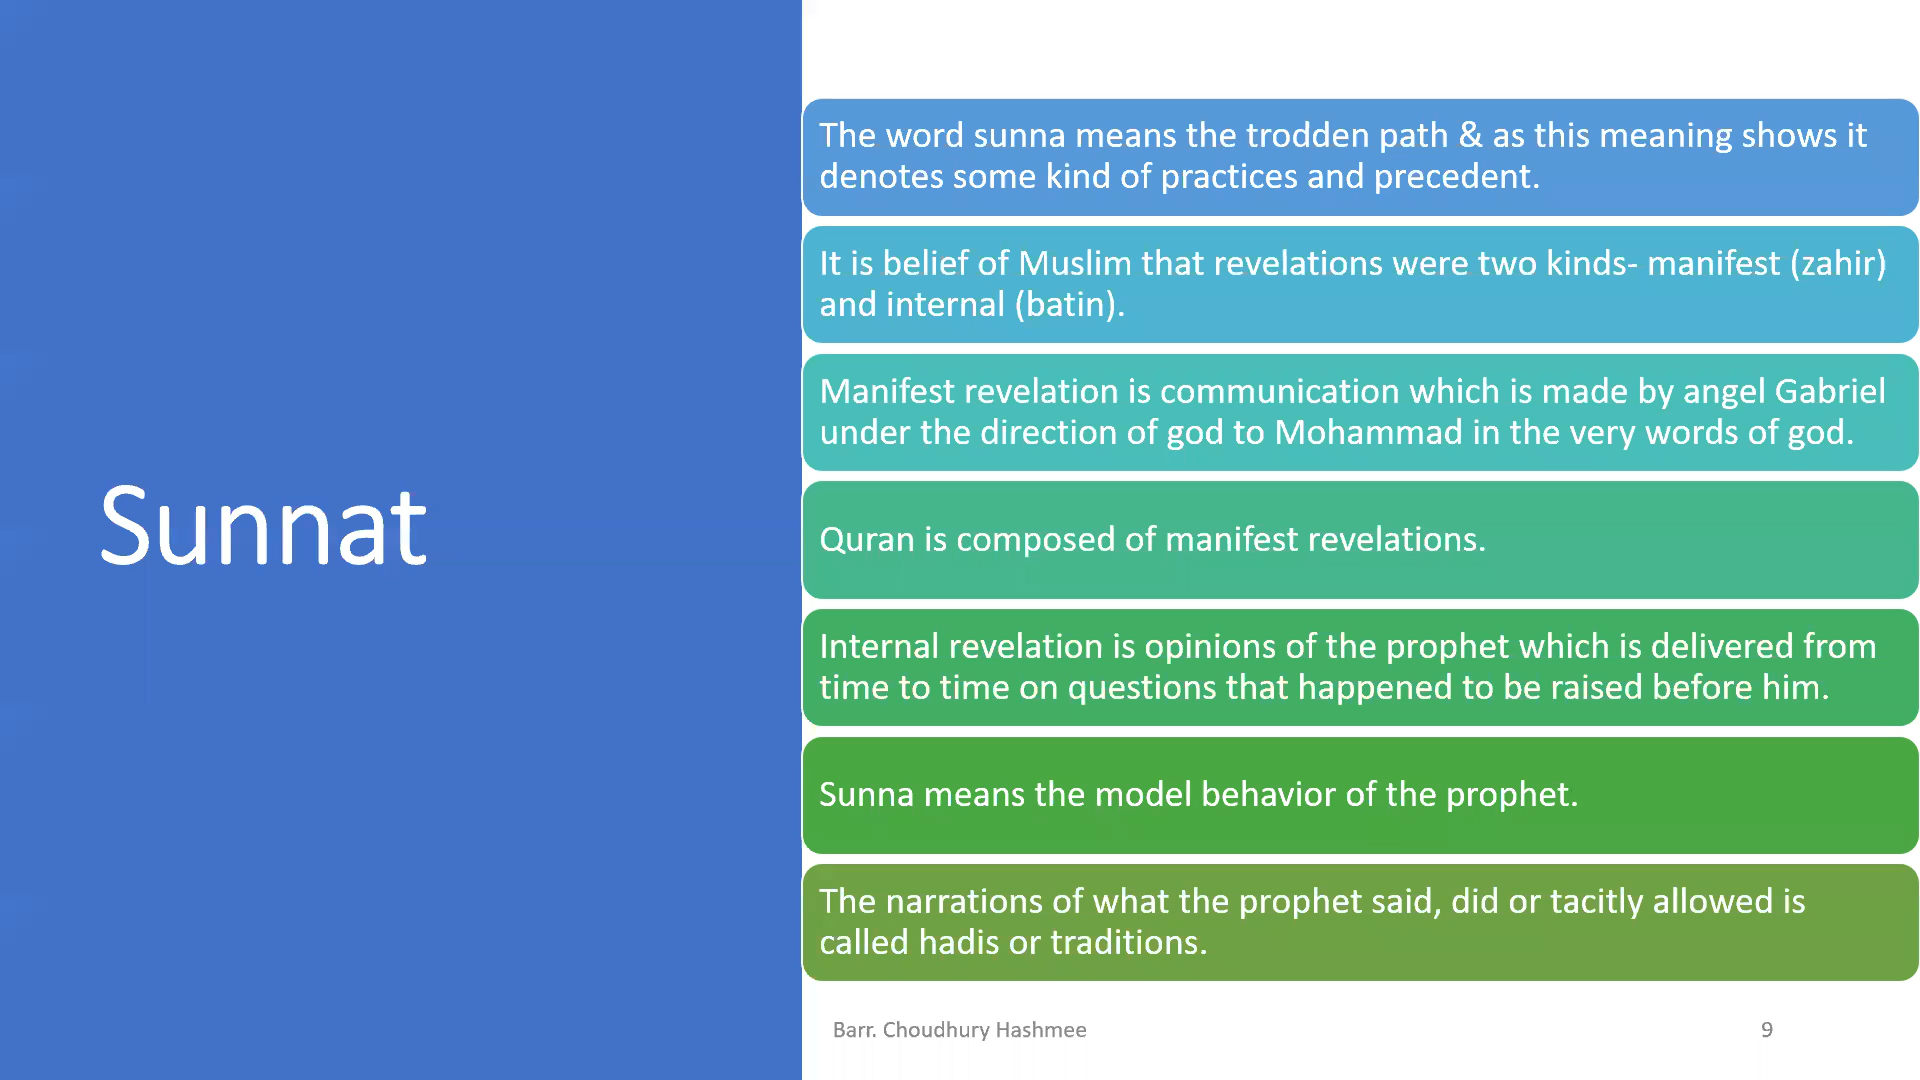 Sunnat
The word sunna means the trodden path & as this meaning shows it
denotes some kind of practices and precedent.
It is belief of Muslim that revelations were two kinds- manifest (zahir)
and internal (batin).
Manifest revelation is communication which is made by angel Gabriel
under the direction of god to Mohammad in the very words of god.
Quran is composed of manifest revelations.
Internal revelation is opinions of the prophet which is delivered from
time to time on questions that happened to be raised before him.
Sunna means the model behavior of the prophet.
The narrations of what the prophet said, did or tacitly allowed is
called hadis or traditions.
Barr. Choudhury Hashmee
9